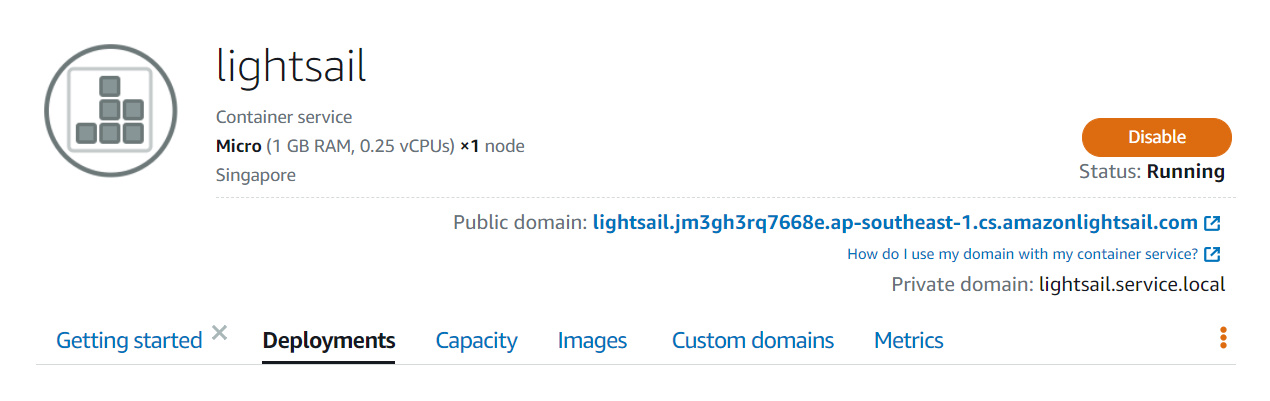 lightsail
Container service
Micro (1 GB RAM, 0.25 vCPUs) ×1 node
Disable
Singapore
Status: Running
Public domain: lightsail.jm3gh3rq7668e.ap-southeast-1.cs.amazonlightsail.com
How do I use my domain with my container service?
Private domain: lightsail.service.local
Getting started Deployments Capacity Images Custom domains Metrics